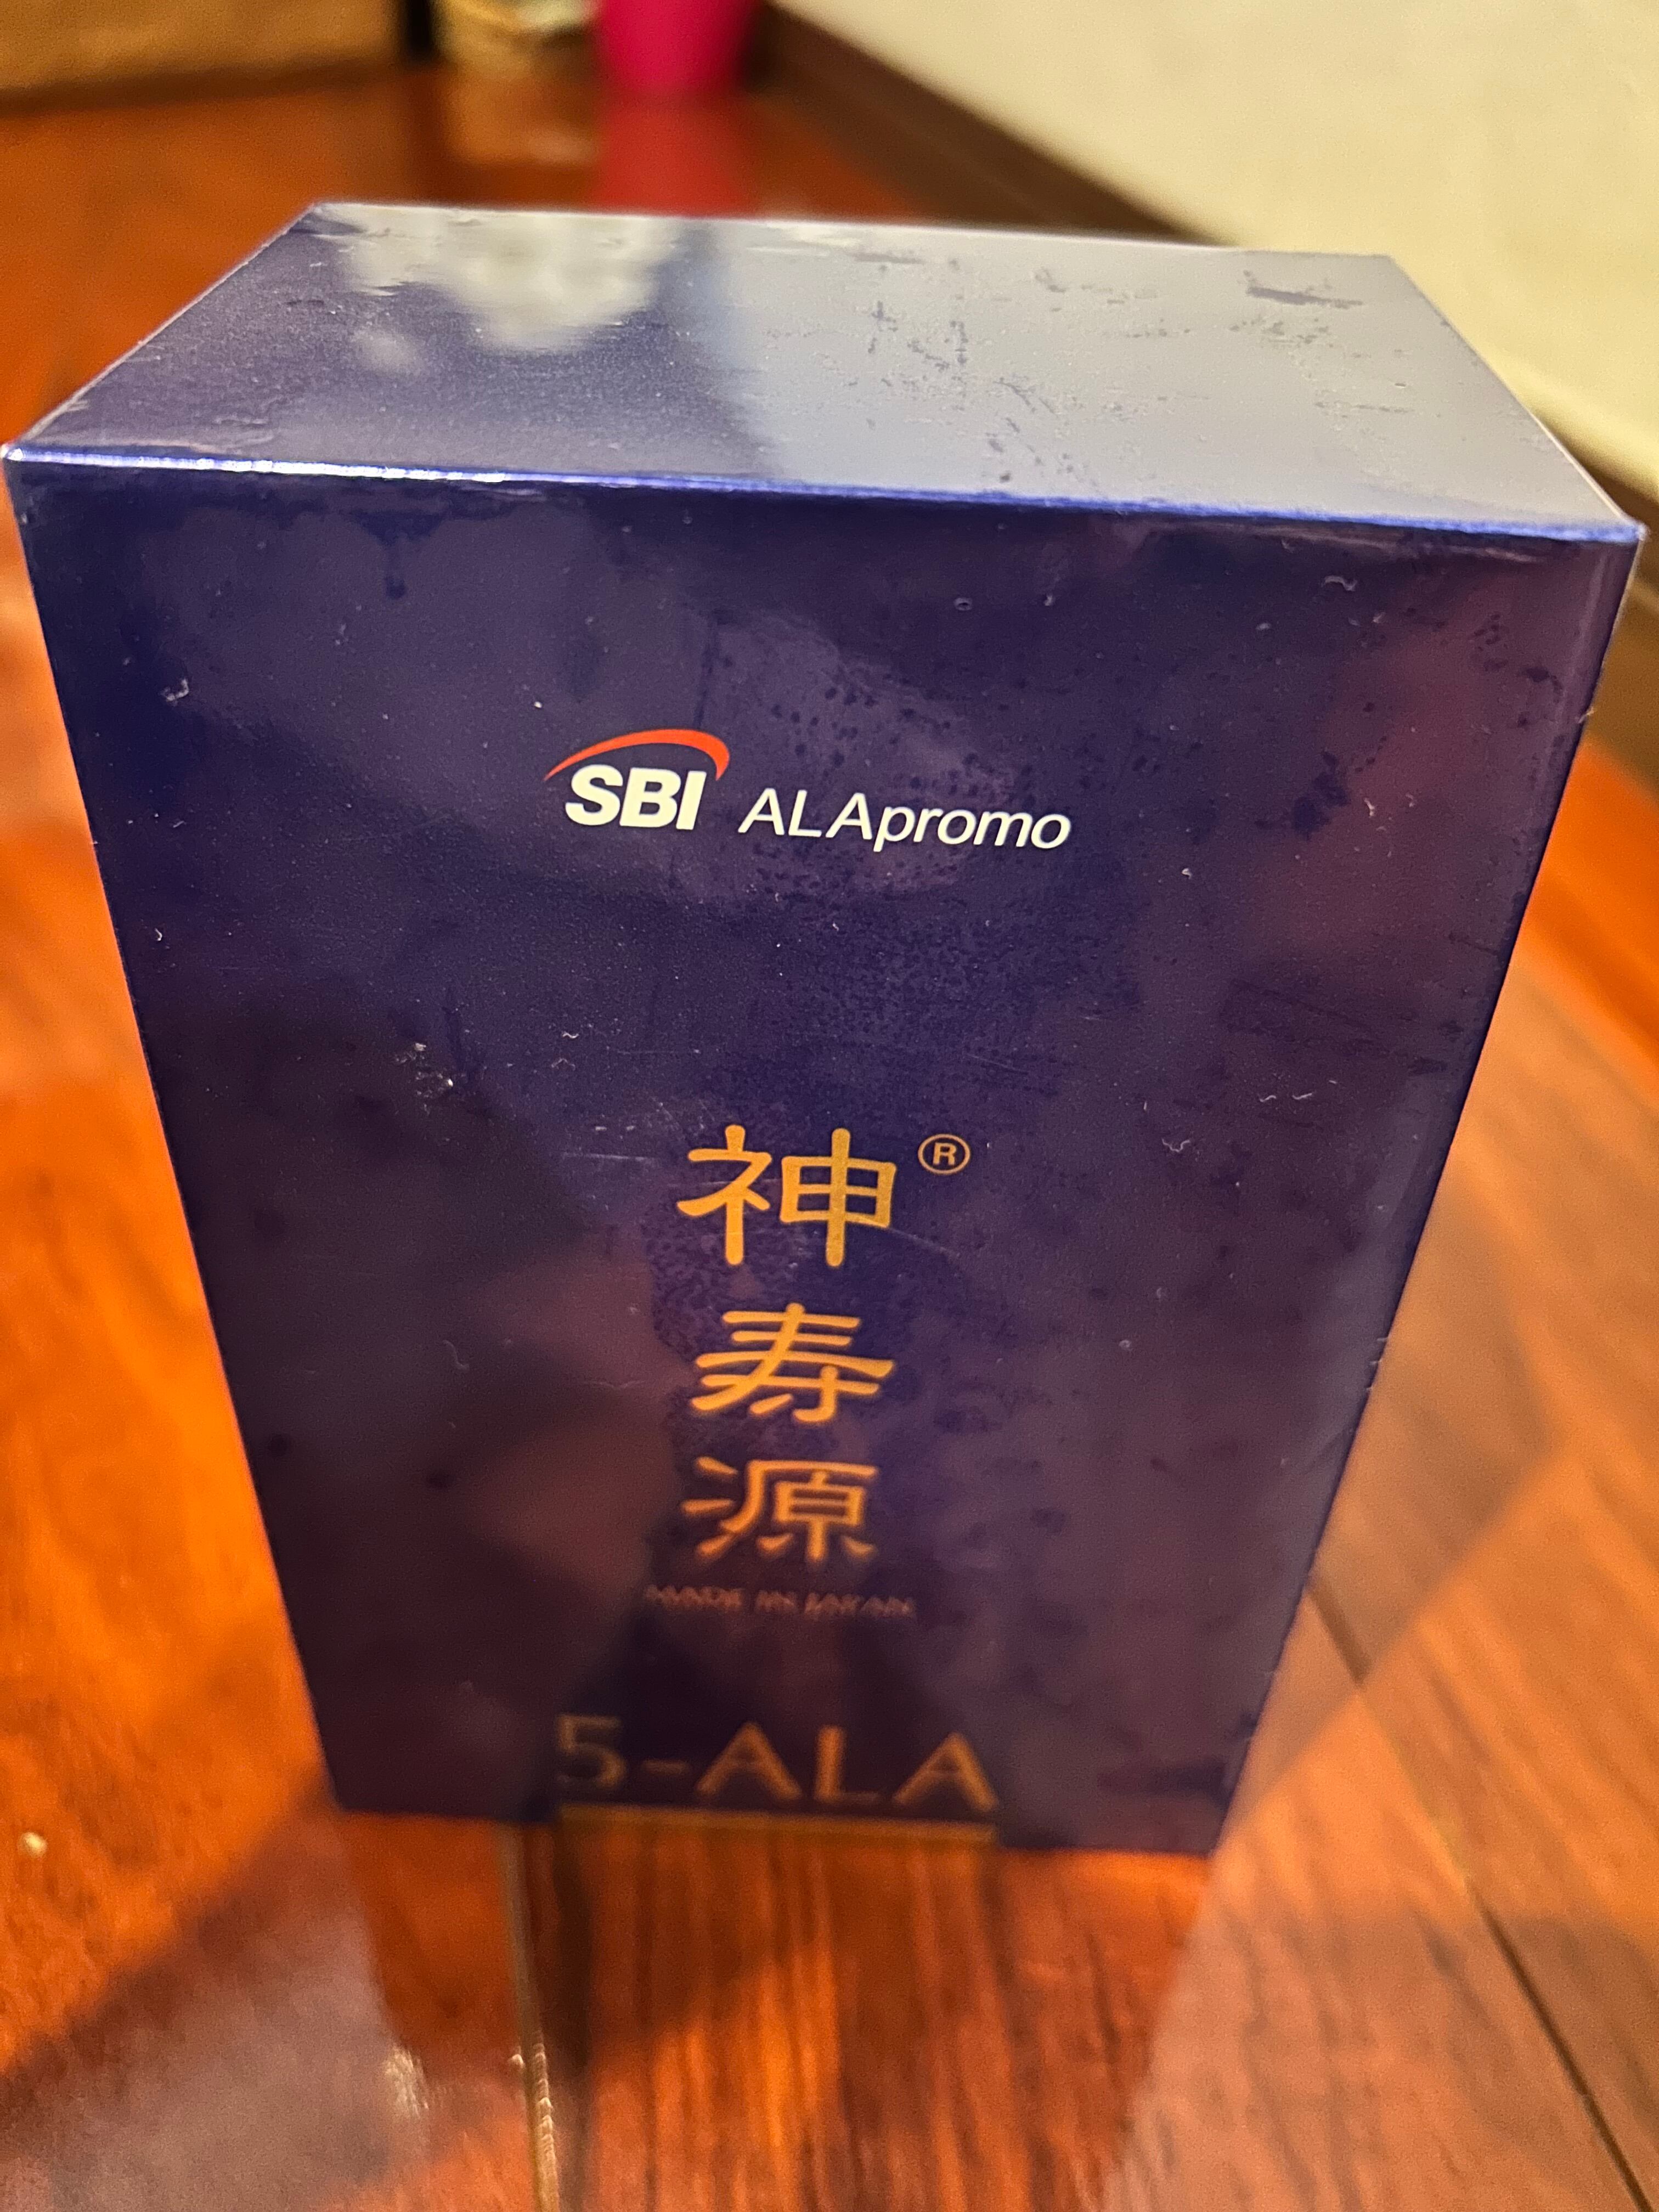 SBI ALApromo
神®
寿
源
MADE IN JAPAN
5-ALA